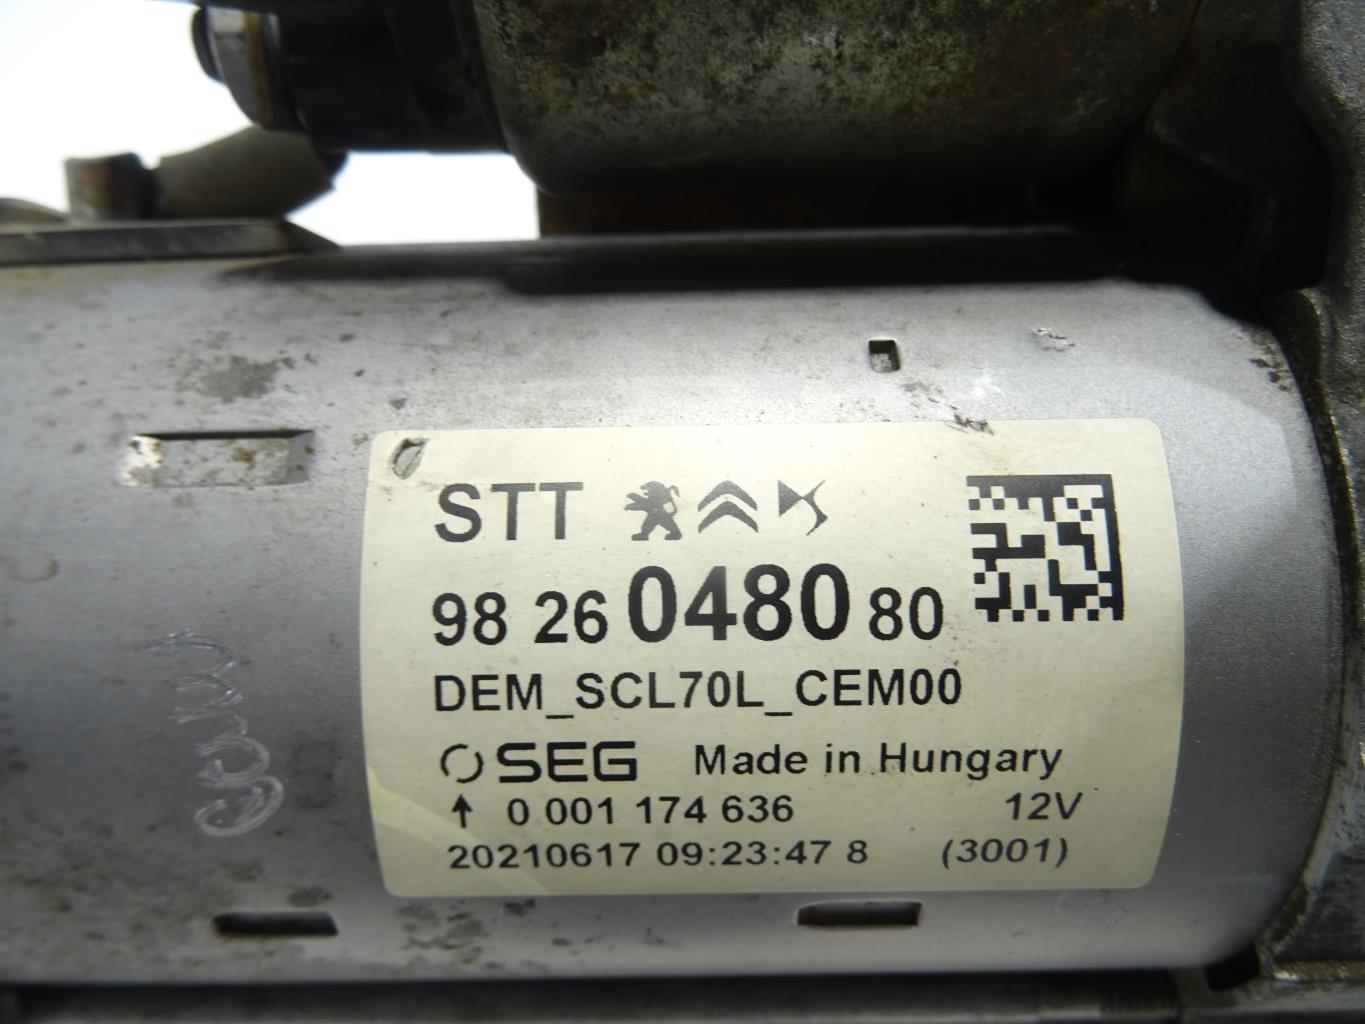 STT
98 26 0480 80
DEM_SCL70L_CEM00
SEG Made in Hungary
0 001 174 636 12V
20210617 09:23:47 8 (3001)